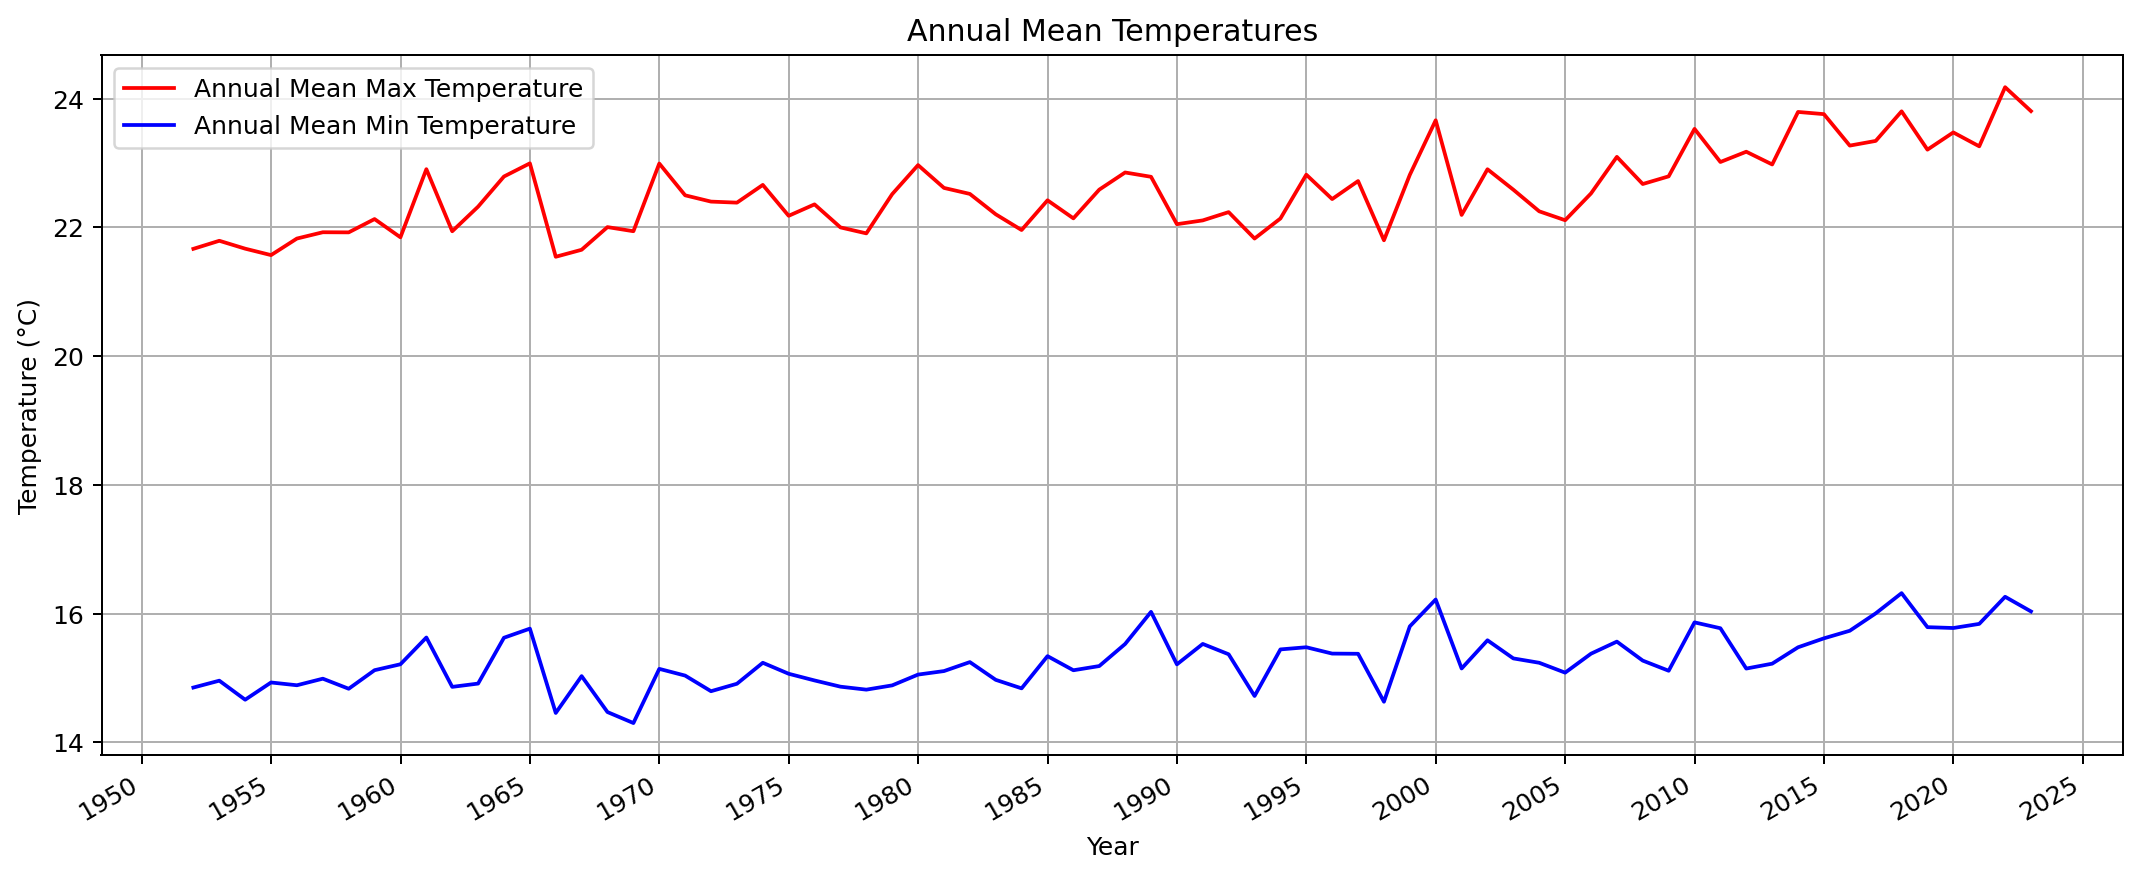 Annual Mean Temperatures
Annual Mean Max Temperature
Annual Mean Min Temperature
24
22
20
18
16
14
Temperature (°C)
1950 1955 1960 1965 1970 1975 1980 1985 1990 1995 2000 2005 2010 2015 2020 2025
Year